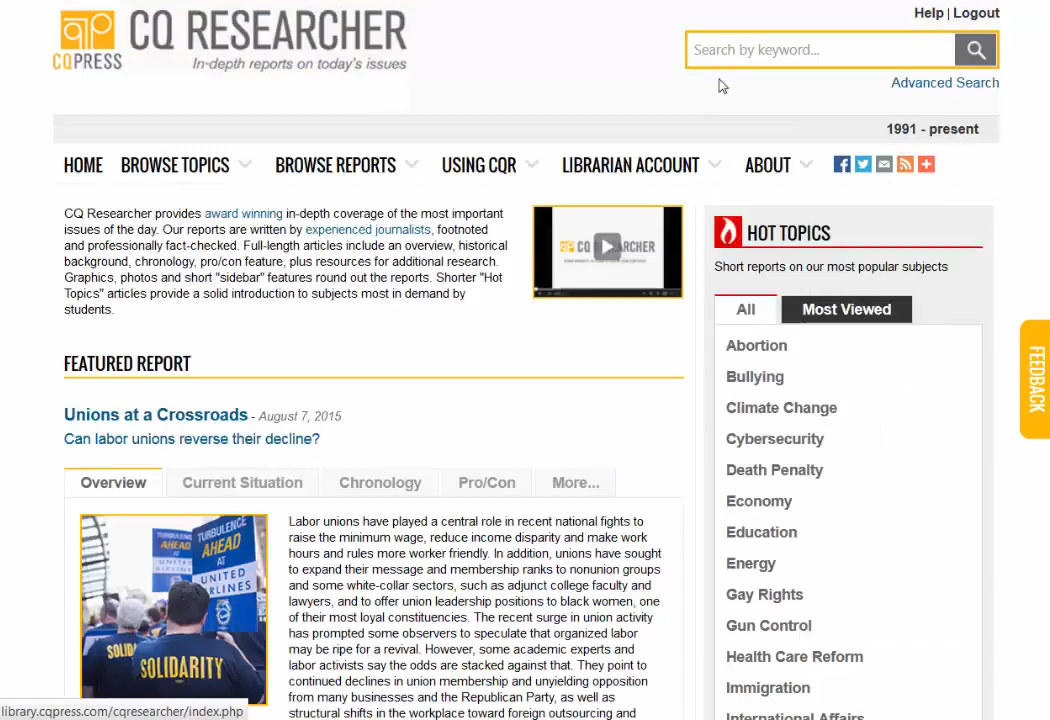 Help | Logout
CQ RESEARCHER
CQPRESS
In-depth reports on today's issues
Search by keyword...
Advanced Search
1991 - present
HOME BROWSE TOPICS BROWSE REPORTS USING CQR LIBRARIAN ACCOUNT ABOUT
CQ Researcher provides award winning in-depth coverage of the most important
issues of the day. Our reports are written by experienced journalists, footnoted
and professionally fact-checked. Full-length articles include an overview, historical
background, chronology, pro/con feature, plus resources for additional research.
Graphics, photos and short "sidebar" features round out the reports. Shorter "Hot
Topics" articles provide a solid introduction to subjects most in demand by
students.
CQ RESEARCHER
HOT TOPICS
Short reports on our most popular subjects
All Most Viewed
Abortion
Bullying
Climate Change
Cybersecurity
Death Penalty
Economy
Education
Energy
Gay Rights
Gun Control
Health Care Reform
Immigration
International Affairs
FEEDBACK
FEATURED REPORT
Unions at a Crossroads - August 7, 2015
Can labor unions reverse their decline?
Overview Current Situation Chronology Pro/Con More...
TURBULENCE
AHEAD
AT
UNITED
AIRLINES
SOLIDARITY
Labor unions have played a central role in recent national fights to
raise the minimum wage, reduce income disparity and make work
hours and rules more worker friendly. In addition, unions have sought
to expand their message and membership ranks to nonunion groups
and some white-collar sectors, such as adjunct college faculty and
lawyers, and to offer union leadership positions to black women, one
of their most loyal constituencies. The recent surge in union activity
has prompted some observers to speculate that organized labor
may be ripe for a revival. However, some academic experts and
labor activists say the odds are stacked against that. They point to
continued declines in union membership and unyielding opposition
from many businesses and the Republican Party, as well as
structural shifts in the workplace toward foreign outsourcing and
library.cqpress.com/cqresearcher/index.php